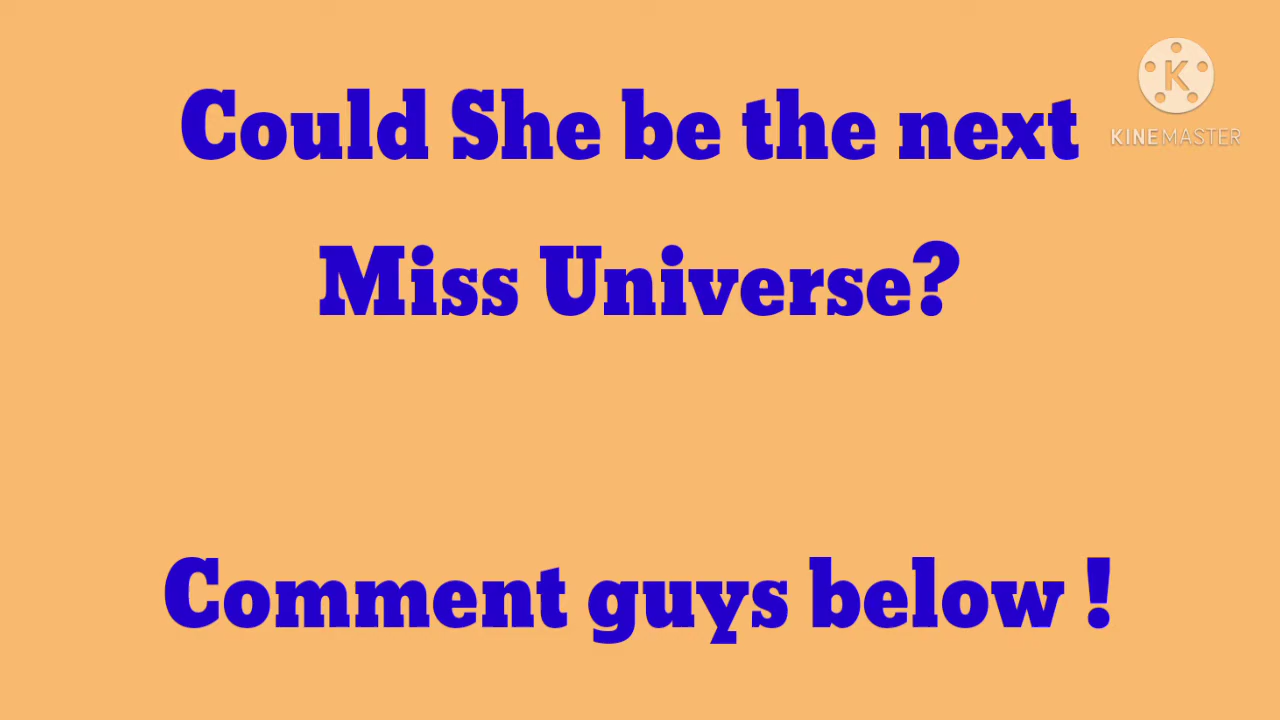 Could She be the next
KINEMASTER
Miss Universe?
Comment guys below !